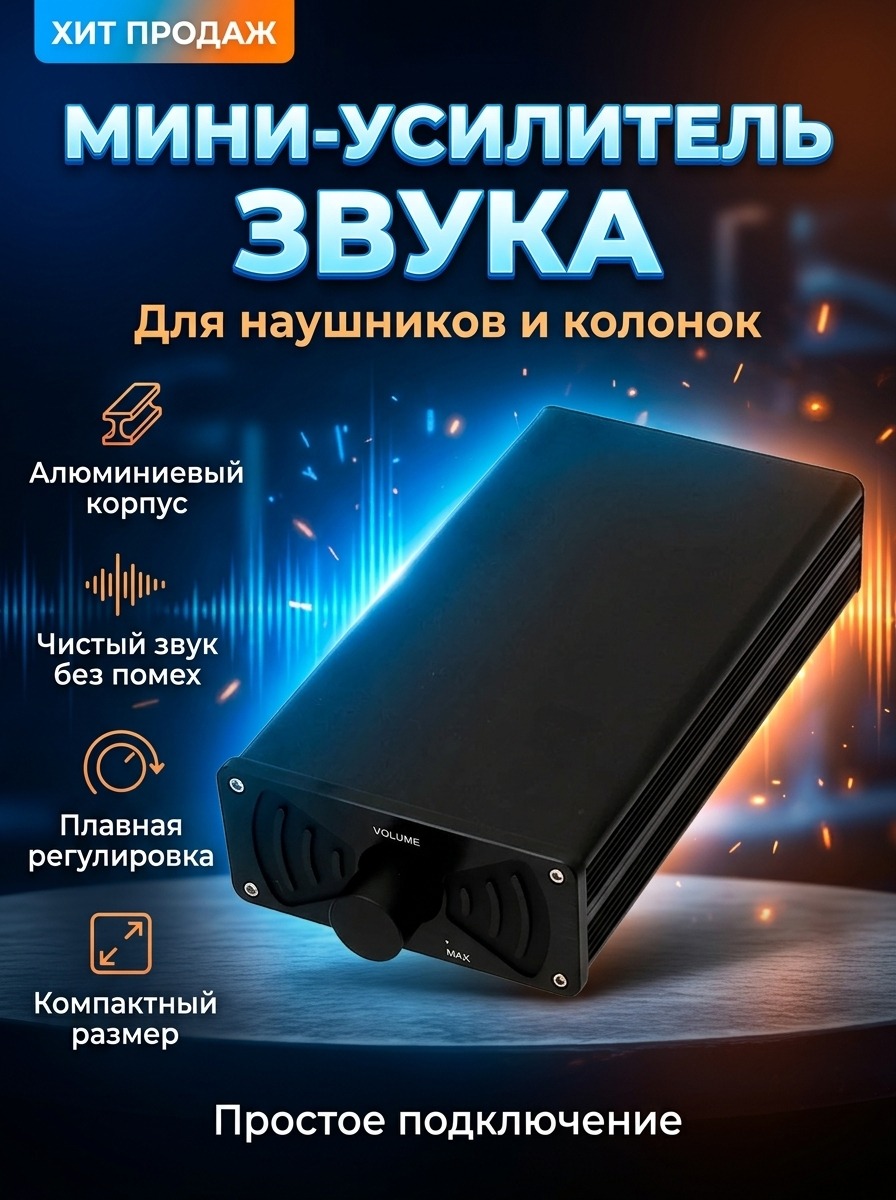 ХИТ ПРОДАЖ
МИНИ-УСИЛИТЕЛЬ
ЗВУКА
Для наушников и колонок
Алюминиевый
корпус
Чистый звук
без помех
Плавная
регулировка
Компактный
размер
VOLUME
MAX
Простое подключение